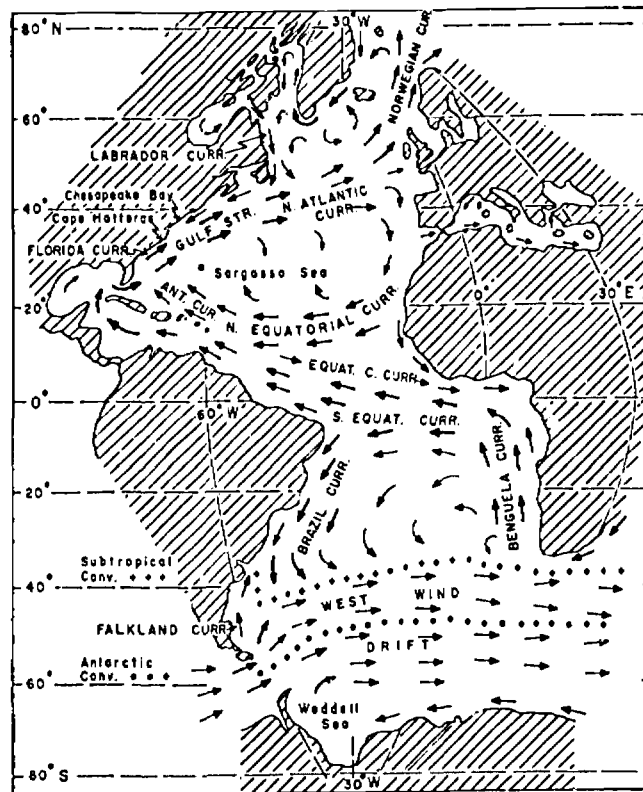 80°N
30°W
NORWEGIAN CUR.
60°
LABRADOR CURR.
Chesapeake Bay
40°
Cape Hatteras
GULF STR.
N. ATLANTIC
CURR.
FLORIDA CURR.
Sargasso Sea
20°
ANT. CUR.
N. EQUATORIAL CURR.
0°
30°E
EQUAT. C. CURR.
0°
60°W
S. EQUAT. CURR.
BRAZIL CURR.
BENGUELA CURR.
20°
Subtropical
Conv.
40°
WEST WIND
FALKLAND CURR.
DRIFT
Antarctic
Conv.
60°
Weddell
Sea
80°S
30°W